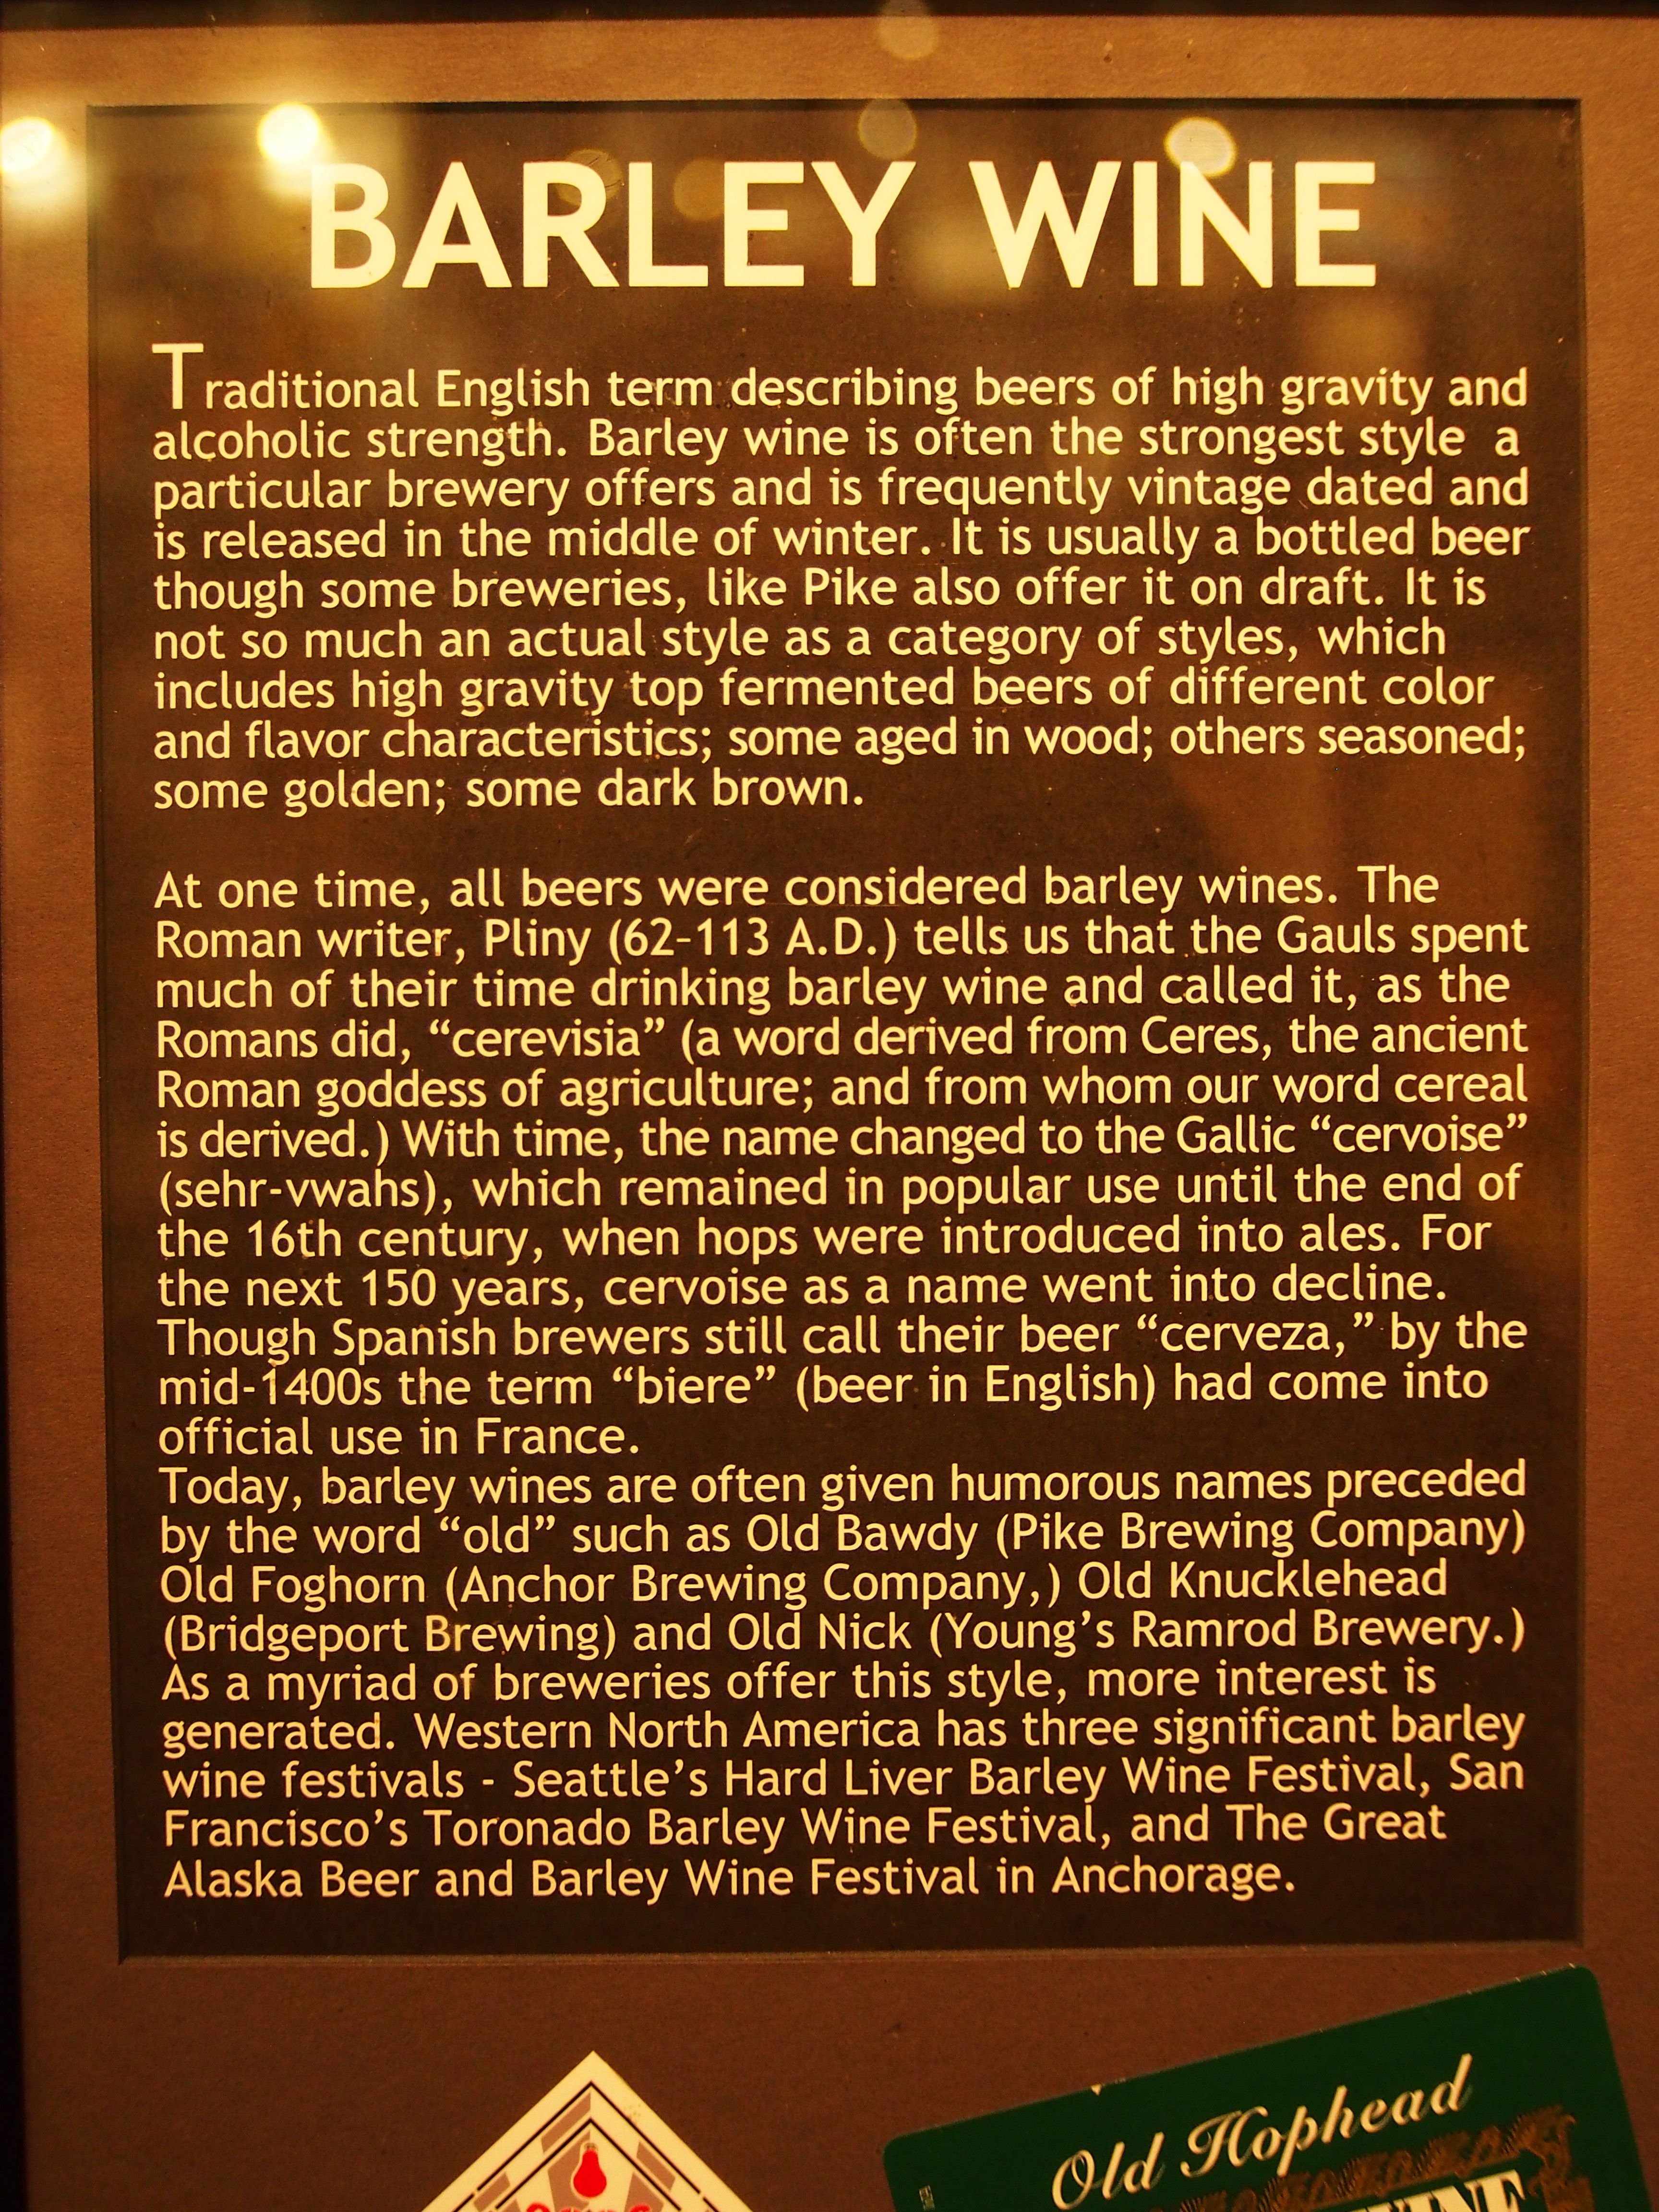 BARLEY WINE
Traditional English term describing beers of high gravity and
alcoholic strength. Barley wine is often the strongest style a
particular brewery offers and is frequently vintage dated and
is released in the middle of winter. It is usually a bottled beer
though some breweries, like Pike also offer it on draft. It is
not so much an actual style as a category of styles, which
includes high gravity top fermented beers of different color
and flavor characteristics; some aged in wood; others seasoned;
some golden; some dark brown.
At one time, all beers were considered barley wines. The
Roman writer, Pliny (62–113 A.D.) tells us that the Gauls spent
much of their time drinking barley wine and called it, as the
Romans did, “cerevisia” (a word derived from Ceres, the ancient
Roman goddess of agriculture; and from whom our word cereal
is derived.) With time, the name changed to the Gallic “cervoise”
(sehr-vwahs), which remained in popular use until the end of
the 16th century, when hops were introduced into ales. For
the next 150 years, cervoise as a name went into decline.
Though Spanish brewers still call their beer “cerveza,” by the
mid-1400s the term “biere” (beer in English) had come into
official use in France.
Today, barley wines are often given humorous names preceded
by the word “old” such as Old Bawdy (Pike Brewing Company)
Old Foghorn (Anchor Brewing Company,) Old Knucklehead
(Bridgeport Brewing) and Old Nick (Young’s Ramrod Brewery.)
As a myriad of breweries offer this style, more interest is
generated. Western North America has three significant barley
wine festivals - Seattle’s Hard Liver Barley Wine Festival, San
Francisco’s Toronado Barley Wine Festival, and The Great
Alaska Beer and Barley Wine Festival in Anchorage.
Old Hophead